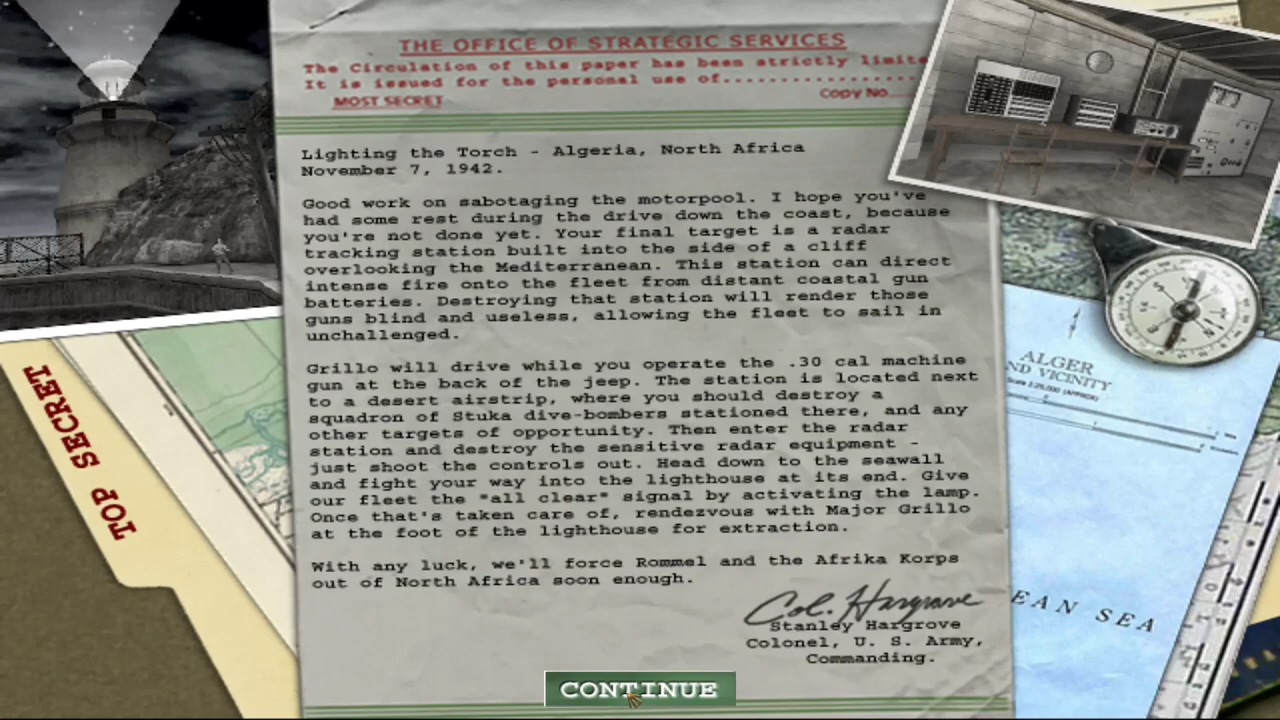 THE OFFICE OF STRATEGIC SERVICES
The Circulation of this paper has been strictly limite
It is issued for the personal use of..................
MOST SECRET
Copy No.....
Lighting the Torch - Algeria, North Africa
November 7, 1942.
Good work on sabotaging the motorpool. I hope you've
had some rest during the drive down the coast, because
you're not done yet. Your final target is a radar
tracking station built into the side of a cliff
overlooking the Mediterranean. This station can direct
intense fire onto the fleet from distant coastal gun
batteries. Destroying that station will render those
guns blind and useless, allowing the fleet to sail in
unchallenged.
Grillo will drive while you operate the .30 cal machine
gun at the back of the jeep. The station is located next
to a desert airstrip, where you should destroy a
squadron of Stuka dive-bombers stationed there, and any
other targets of opportunity. Then enter the radar
station and destroy the sensitive radar equipment -
just shoot the controls out. Head down to the seawall
and fight your way into the lighthouse at its end. Give
our fleet the "all clear" signal by activating the lamp.
Once that's taken care of, rendezvous with Major Grillo
at the foot of the lighthouse for extraction.
With any luck, we'll force Rommel and the Afrika Korps
out of North Africa soon enough.
Col. Hargrove
Stanley Hargrove
Colonel, U. S. Army,
Commanding.
CONTINUE
TOP SECRET
ALGER
ND VICINITY
EAN SEA